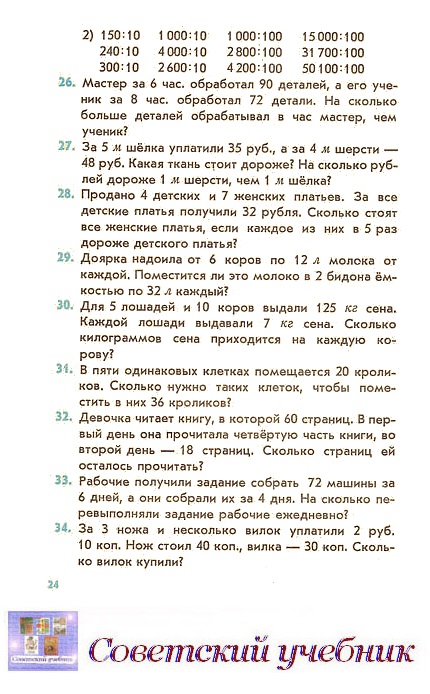 2) 150:10 1 000:10 1 000:100 15 000:100
240:10 4 000:10 2 800:100 31 700:100
300:10 2 600:10 4 200:100 50 100:100
26. Мастер за 6 час. обработал 90 деталей, а его уче-
ник за 8 час. обработал 72 детали. На сколько
больше деталей обрабатывал в час мастер, чем
ученик?
27. За 5 м шёлка уплатили 35 руб., а за 4 м шерсти —
48 руб. Какая ткань стоит дороже? На сколько руб-
лей дороже 1 м шерсти, чем 1 м шёлка?
28. Продано 4 детских и 7 женских платьев. За все
детские платья получили 32 рубля. Сколько стоят
все женские платья, если каждое из них в 5 раз
дороже детского платья?
29. Доярка надоила от 6 коров по 12 л молока от
каждой. Поместится ли это молоко в 2 бидона ём-
костью по 32 л каждый?
30. Для 5 лошадей и 10 коров выдали 125 кг сена.
Каждой лошади выдавали 7 кг сена. Сколько
килограммов сена приходится на каждую ко-
рову?
31. В пяти одинаковых клетках помещается 20 кроли-
ков. Сколько нужно таких клеток, чтобы поме-
стить в них 36 кроликов?
32. Девочка читает книгу, в которой 60 страниц. В пер-
вый день она прочитала четвёртую часть книги, во
второй день — 18 страниц. Сколько страниц ей
осталось прочитать?
33. Рабочие получили задание собрать 72 машины за
6 дней, а они собрали их за 4 дня. На сколько пе-
ревыполняли задание рабочие ежедневно?
34. За 3 ножа и несколько вилок уплатили 2 руб.
10 коп. Нож стоил 40 коп., вилка — 30 коп. Сколь-
ко вилок купили?
24
Советский учебник
Советский учебник